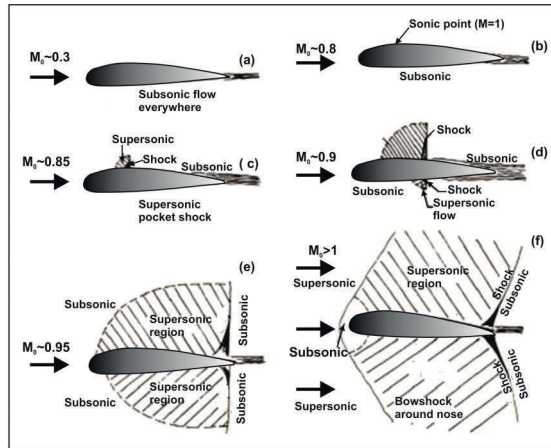 M₀~0.3
(a)
Subsonic flow
everywhere
Sonic point (M=1)
M₀~0.8
(b)
Subsonic
Supersonic
Shock
Subsonic
( c)
M₀~0.85
Supersonic
pocket shock
Shock
M₀~0.9
Subsonic
(d)
Subsonic
Shock
Supersonic
flow
(e)
Subsonic
Subsonic
Supersonic
region
M₀~0.95
Supersonic
region
Subsonic
Subsonic
(f)
M₀>1
Supersonic
Supersonic
region
Shock
Subsonic
Subsonic
Supersonic
Bowshock
around nose
Shock
Subsonic